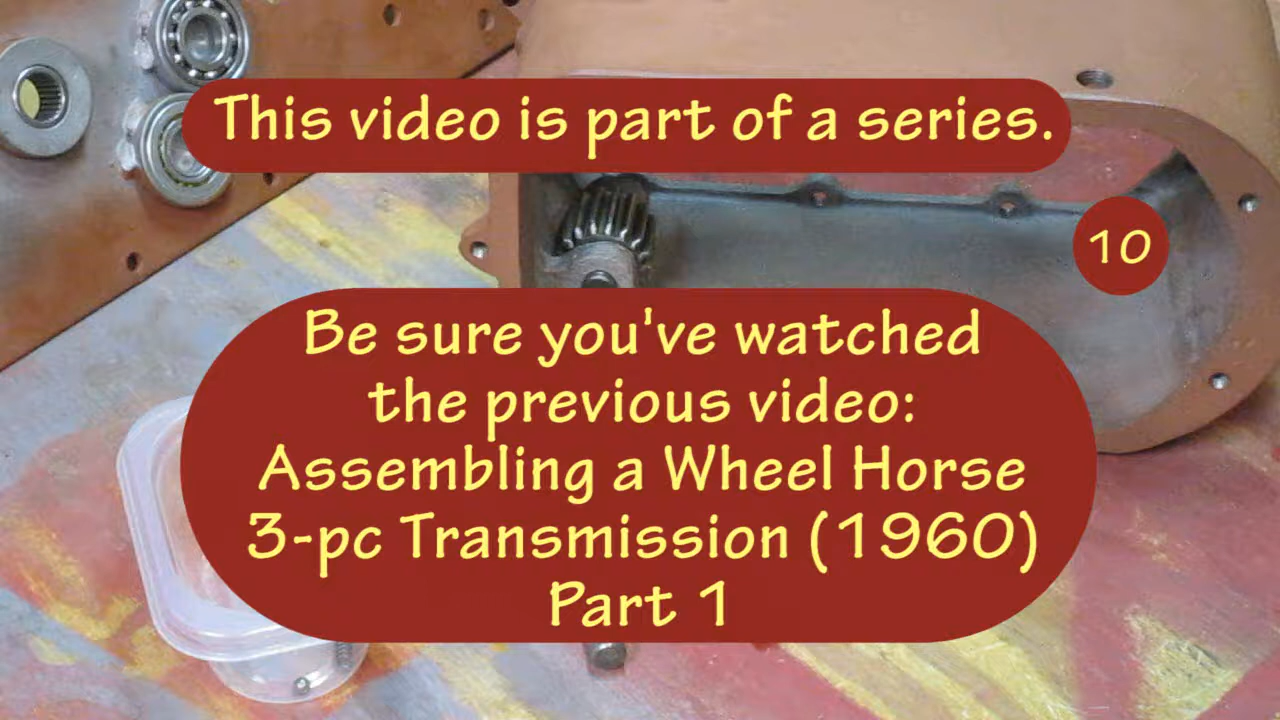 This video is part of a series.
10
Be sure you've watched
the previous video:
Assembling a Wheel Horse
3-pc Transmission (1960)
Part 1